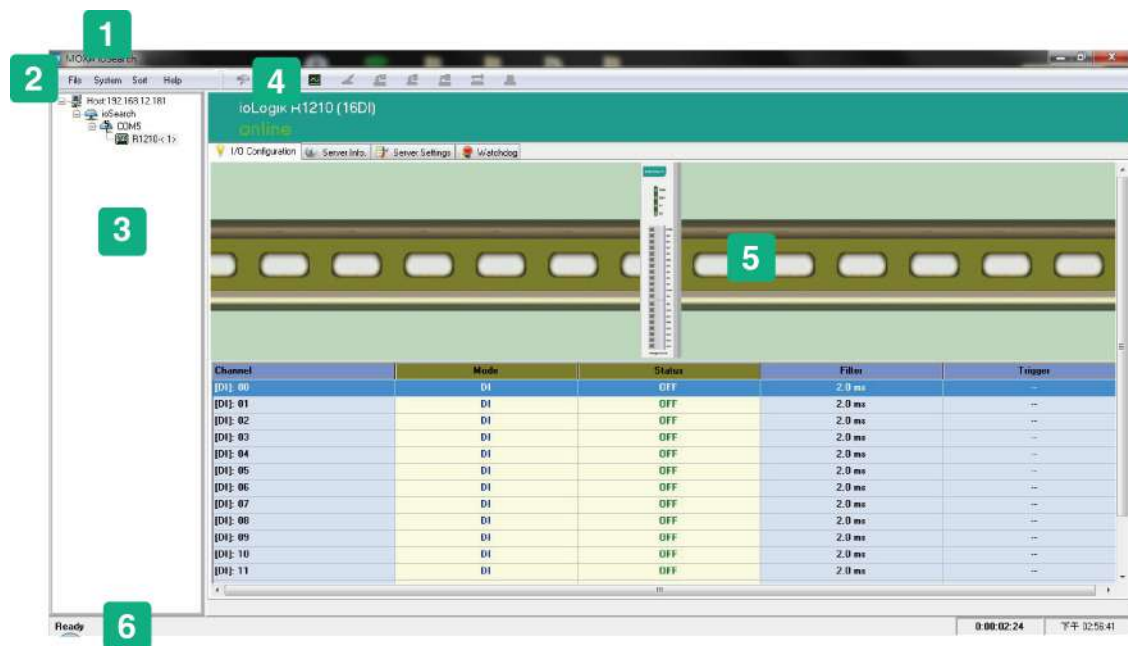 1
MOXA ioSearch
2
File System Sort Help
4
Host:192.168.12.181
ioSearch
COM5
R1210-< 1>
3
ioLogik R1210 (16DI)
online
I/O Configuration Server Info. Server Settings Watchdog
5
Channel Mode Status Filter Trigger
[DI]: 00 DI OFF 2.0 ms --
[DI]: 01 DI OFF 2.0 ms --
[DI]: 02 DI OFF 2.0 ms --
[DI]: 03 DI OFF 2.0 ms --
[DI]: 04 DI OFF 2.0 ms --
[DI]: 05 DI OFF 2.0 ms --
[DI]: 06 DI OFF 2.0 ms --
[DI]: 07 DI OFF 2.0 ms --
[DI]: 08 DI OFF 2.0 ms --
[DI]: 09 DI OFF 2.0 ms --
[DI]: 10 DI OFF 2.0 ms --
[DI]: 11 DI OFF 2.0 ms --
Ready
6
0:00:02:24 下午 02:56:41